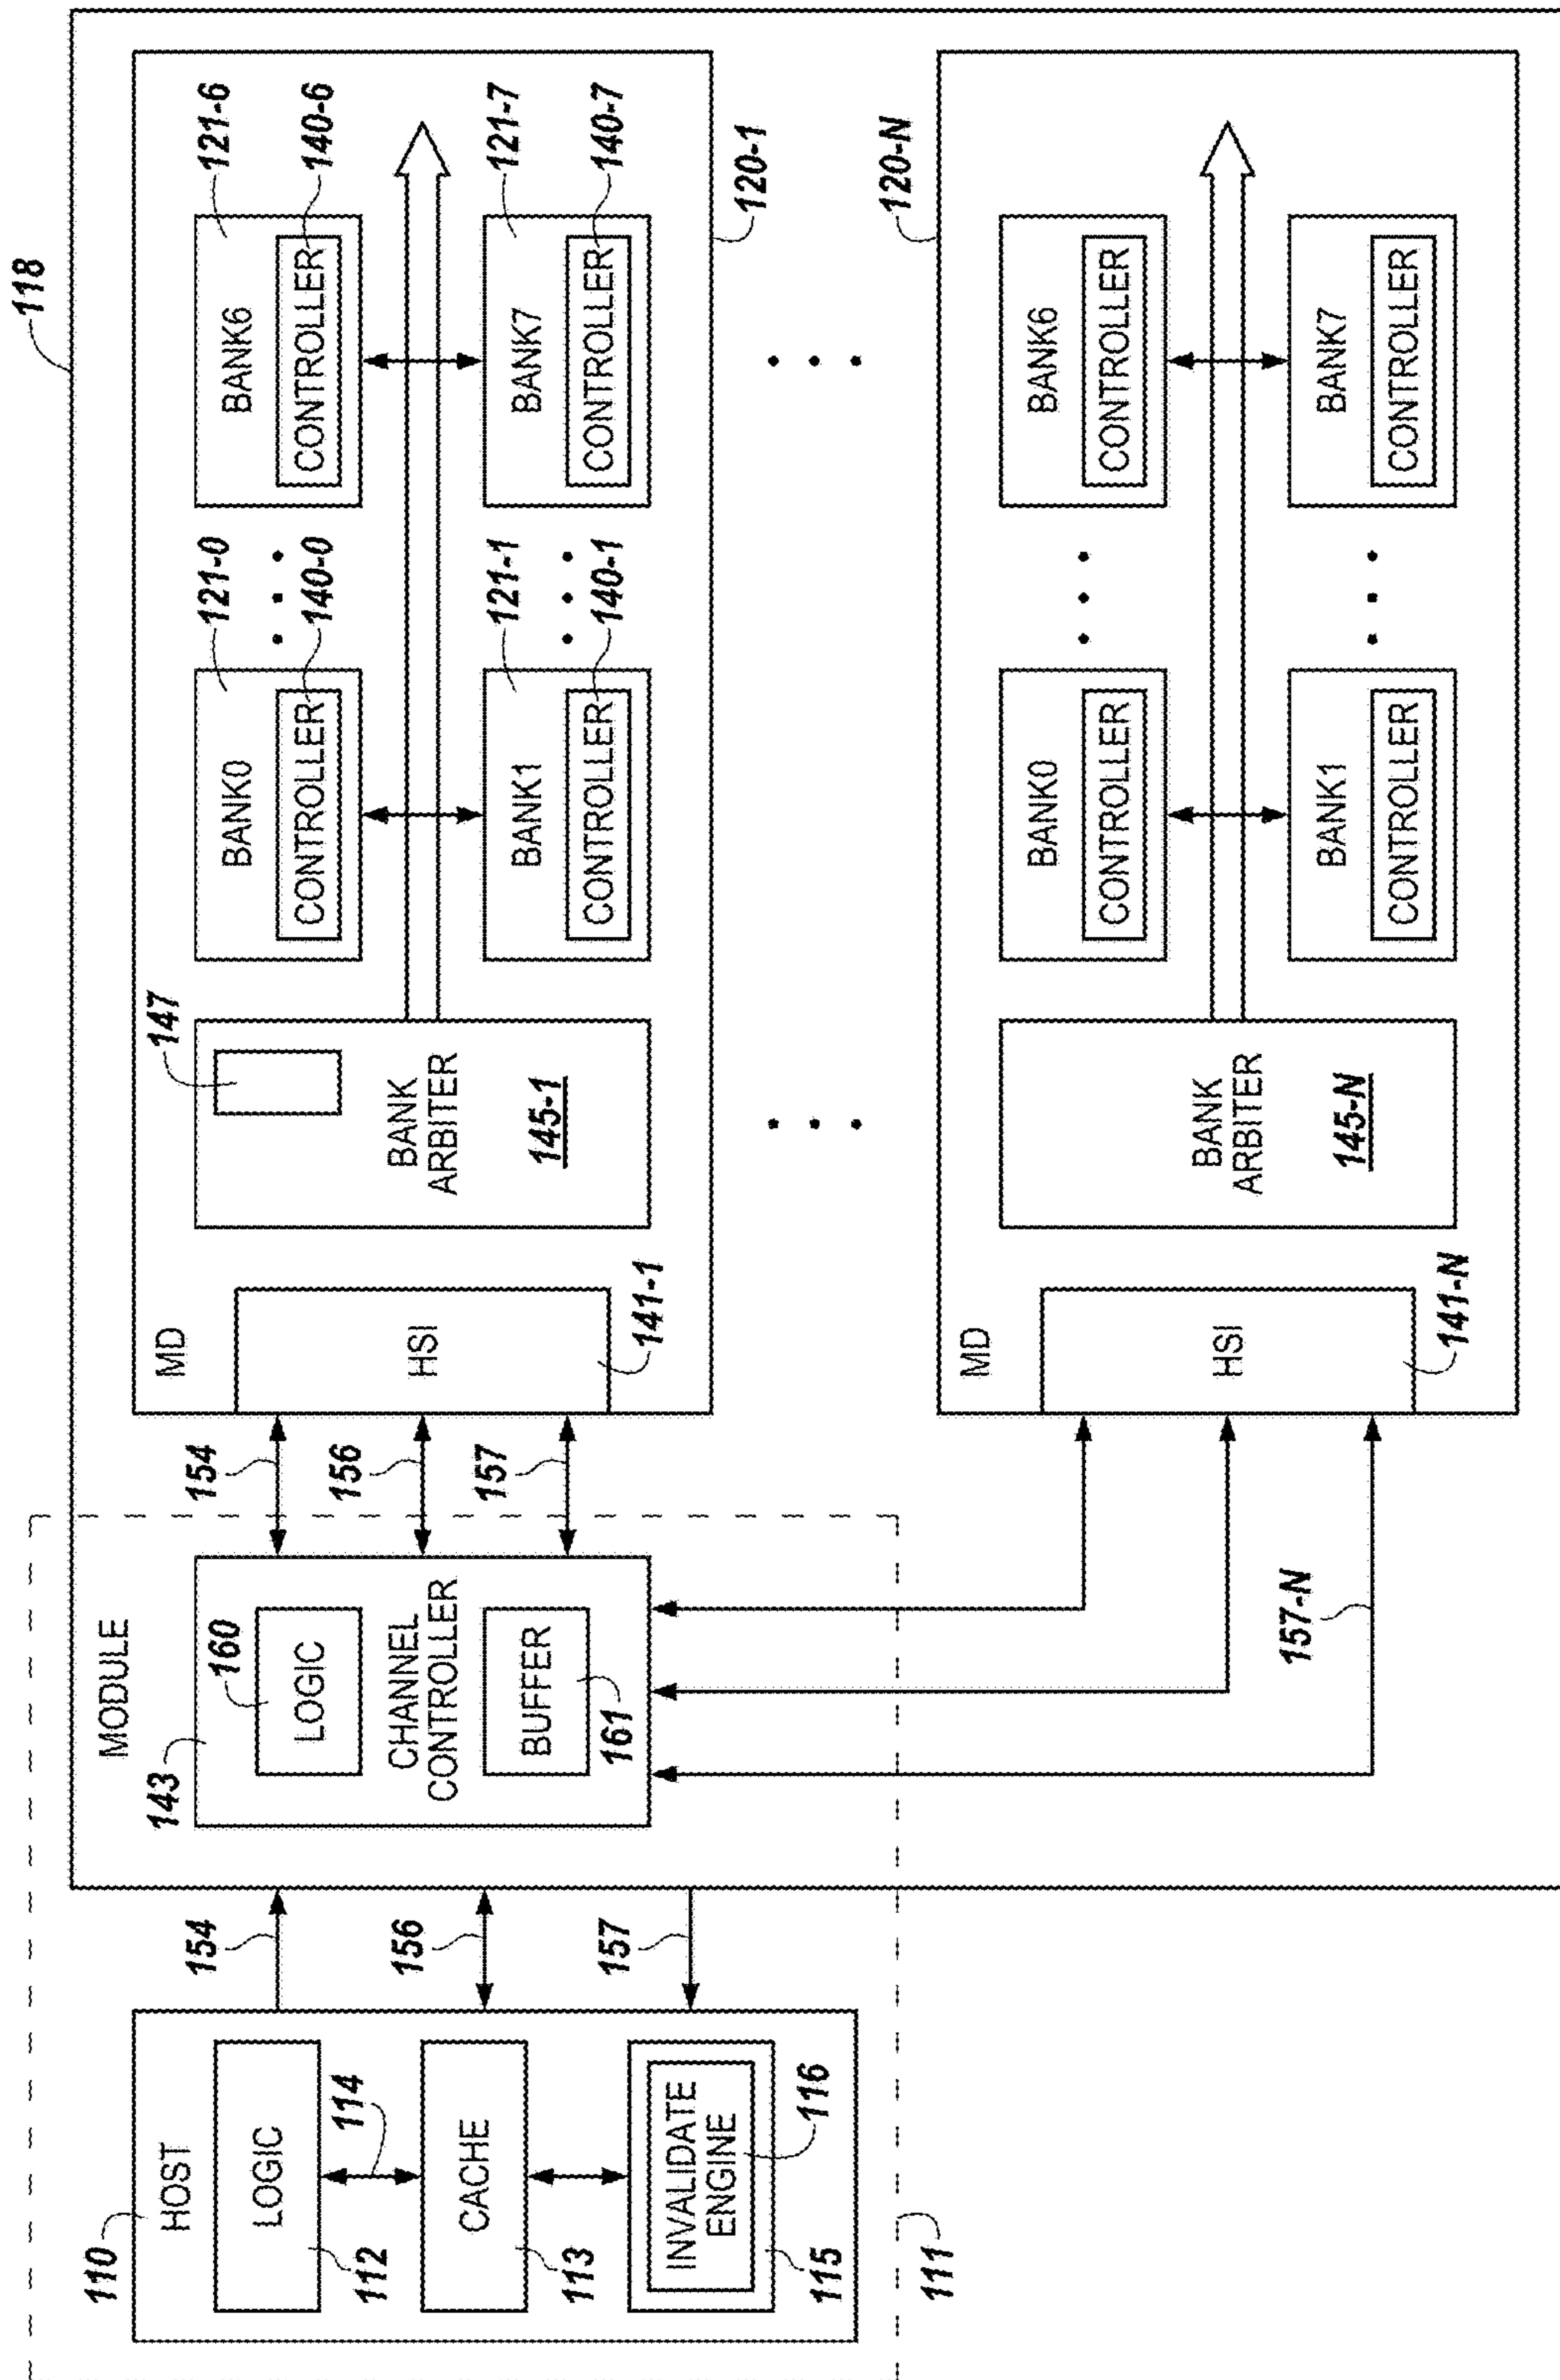 118
110
HOST
LOGIC
112
114
CACHE
113
INVALIDATE
ENGINE
116
115
111
154
156
157
MODULE
143
160
LOGIC
CHANNEL
CONTROLLER
BUFFER
161
154
156
157
157-N
MD
HSI
141-1
147
BANK
ARBITER
145-1
121-0
BANK0
CONTROLLER
140-0
121-6
BANK6
CONTROLLER
140-6
121-1
BANK1
CONTROLLER
140-1
121-7
BANK7
CONTROLLER
140-7
120-1
120-N
MD
HSI
141-N
BANK
ARBITER
145-N
BANK0
CONTROLLER
BANK6
CONTROLLER
BANK1
CONTROLLER
BANK7
CONTROLLER